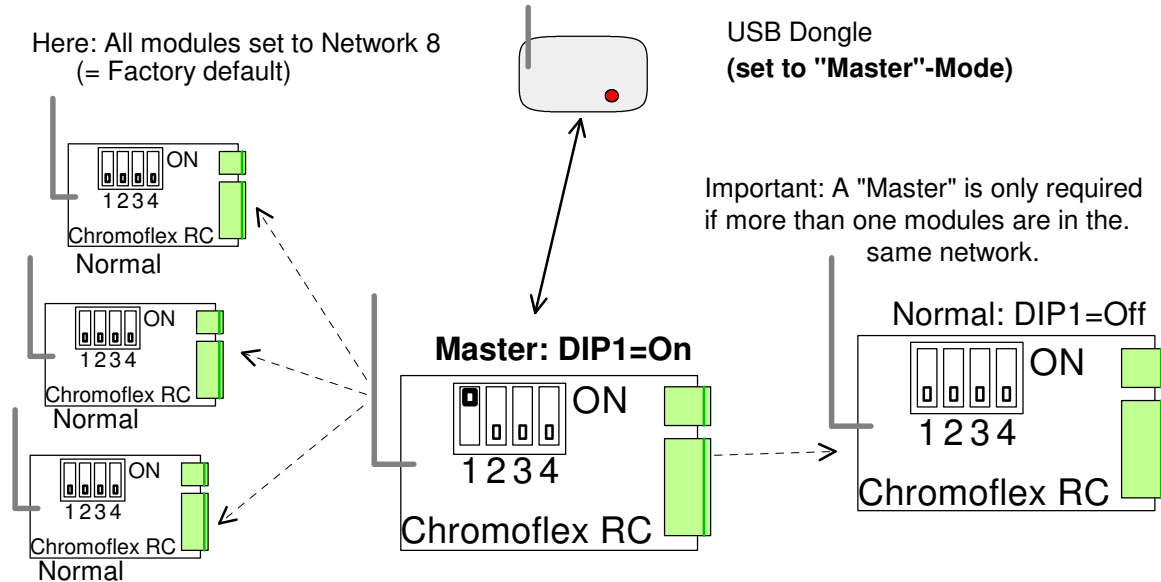 Here: All modules set to Network 8
(= Factory default)
USB Dongle
(set to "Master"-Mode)
ON
1234
Chromoflex RC
Normal
ON
1234
Chromoflex RC
Normal
ON
1234
Chromoflex RC
Normal
Master: DIP1=On
ON
1234
Chromoflex RC
Important: A "Master" is only required
if more than one modules are in the.
same network.
Normal: DIP1=Off
ON
1234
Chromoflex RC